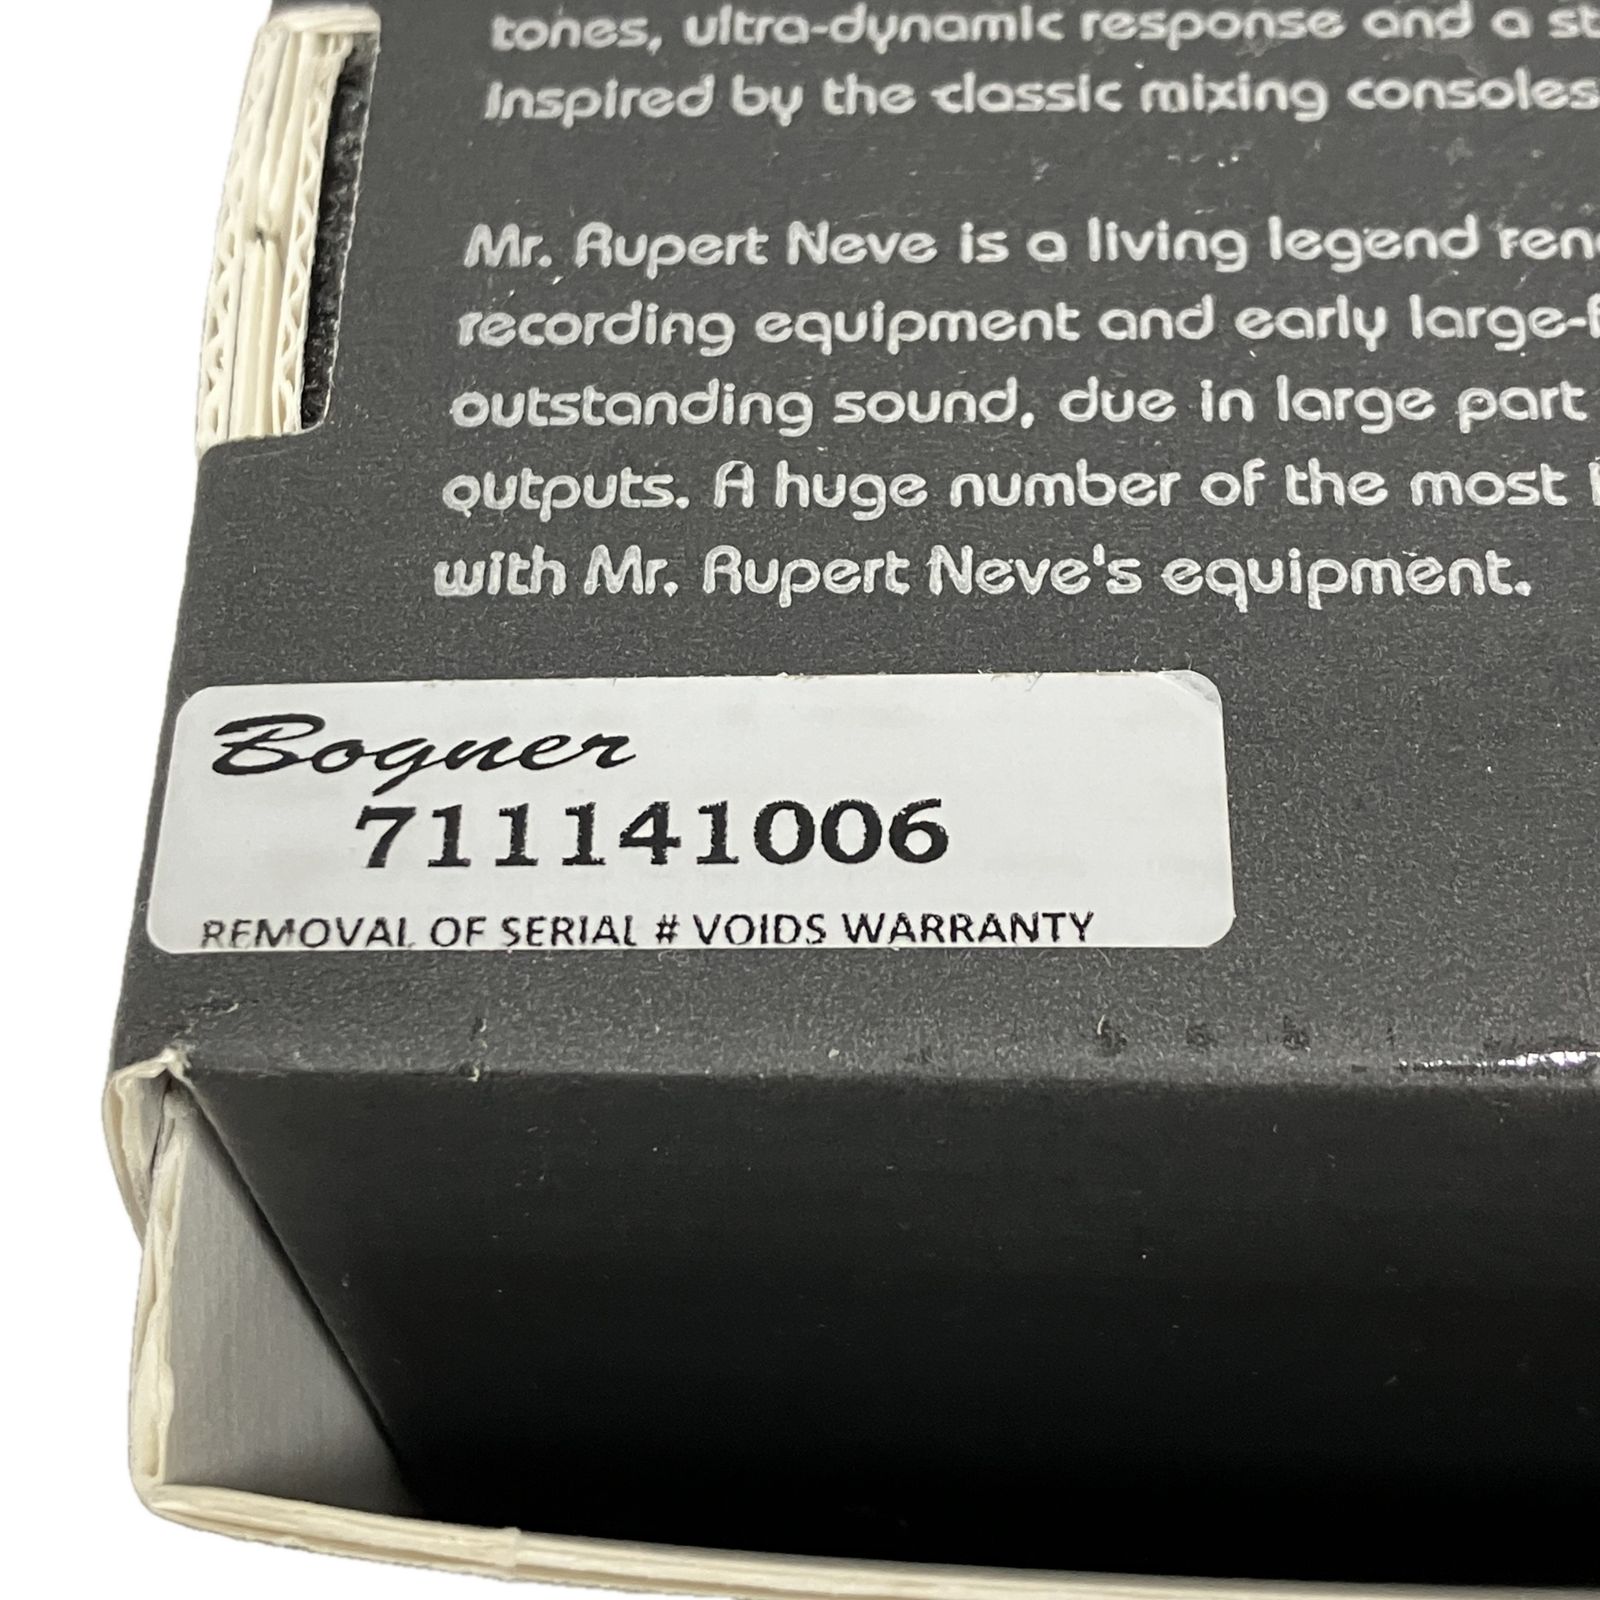 tones, ultra-dynamic response and a st
inspired by the classic mixing consoles
Mr. Rupert Neve is a living legend ren
recording equipment and early large-f
outstanding sound, due in large part
outputs. A huge number of the most
with Mr. Rupert Neve's equipment.
Bogner
711141006
REMOVAL OF SERIAL # VOIDS WARRANTY